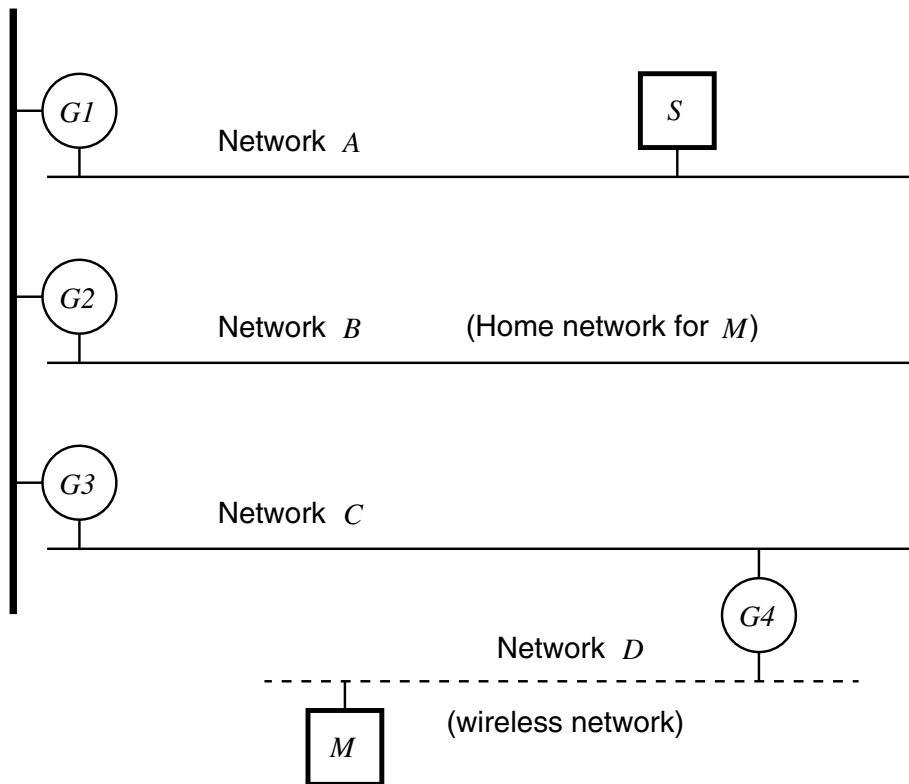 G1
S
Network A
G2
Network B (Home network for M)
G3
Network C
G4
Network D
(wireless network)
M